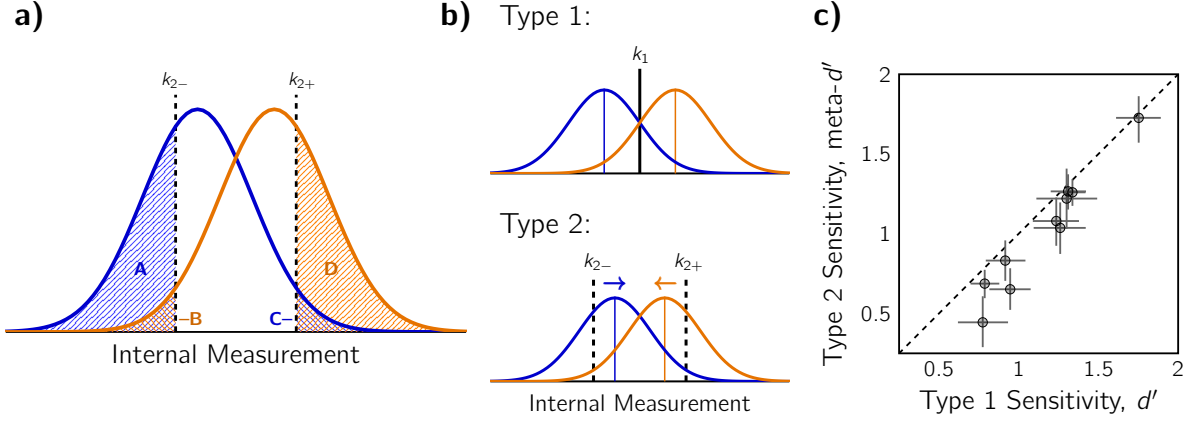 a)
k2−
k2+
A
–B
C–
D
Internal Measurement
b)
Type 1:
k1
Type 2:
k2−
k2+
→
←
Internal Measurement
c)
Type 2 Sensitivity, meta-d′
2
1.5
1
0.5
0.5
1
1.5
2
Type 1 Sensitivity, d′